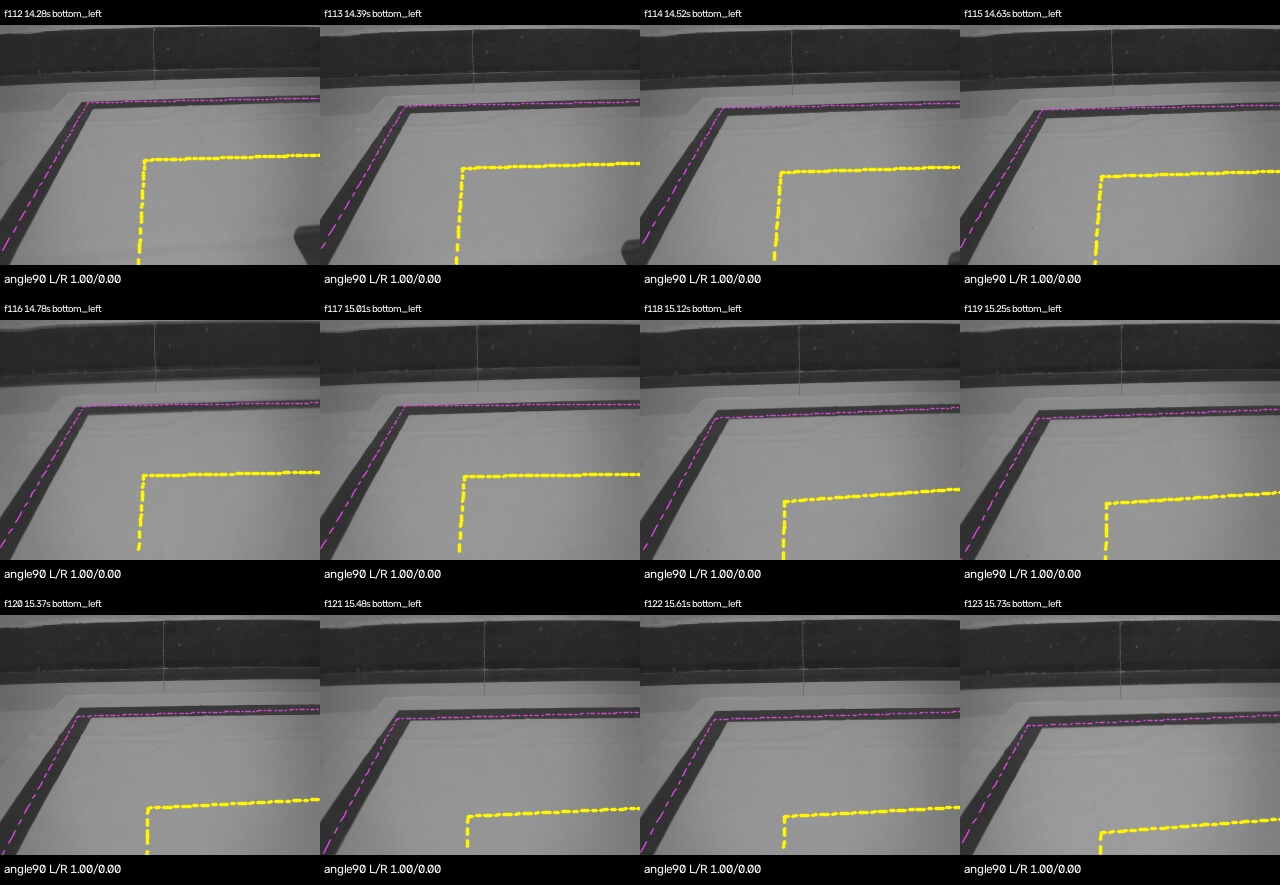 f112 14.28s bottom_left
f113 14.39s bottom_left
f114 14.52s bottom_left
f115 14.63s bottom_left
angle90 L/R 1.00/0.00
angle90 L/R 1.00/0.00
angle90 L/R 1.00/0.00
angle90 L/R 1.00/0.00
f116 14.78s bottom_left
f117 15.01s bottom_left
f118 15.12s bottom_left
f119 15.25s bottom_left
angle90 L/R 1.00/0.00
angle90 L/R 1.00/0.00
angle90 L/R 1.00/0.00
angle90 L/R 1.00/0.00
f120 15.37s bottom_left
f121 15.48s bottom_left
f122 15.61s bottom_left
f123 15.73s bottom_left
angle90 L/R 1.00/0.00
angle90 L/R 1.00/0.00
angle90 L/R 1.00/0.00
angle90 L/R 1.00/0.00